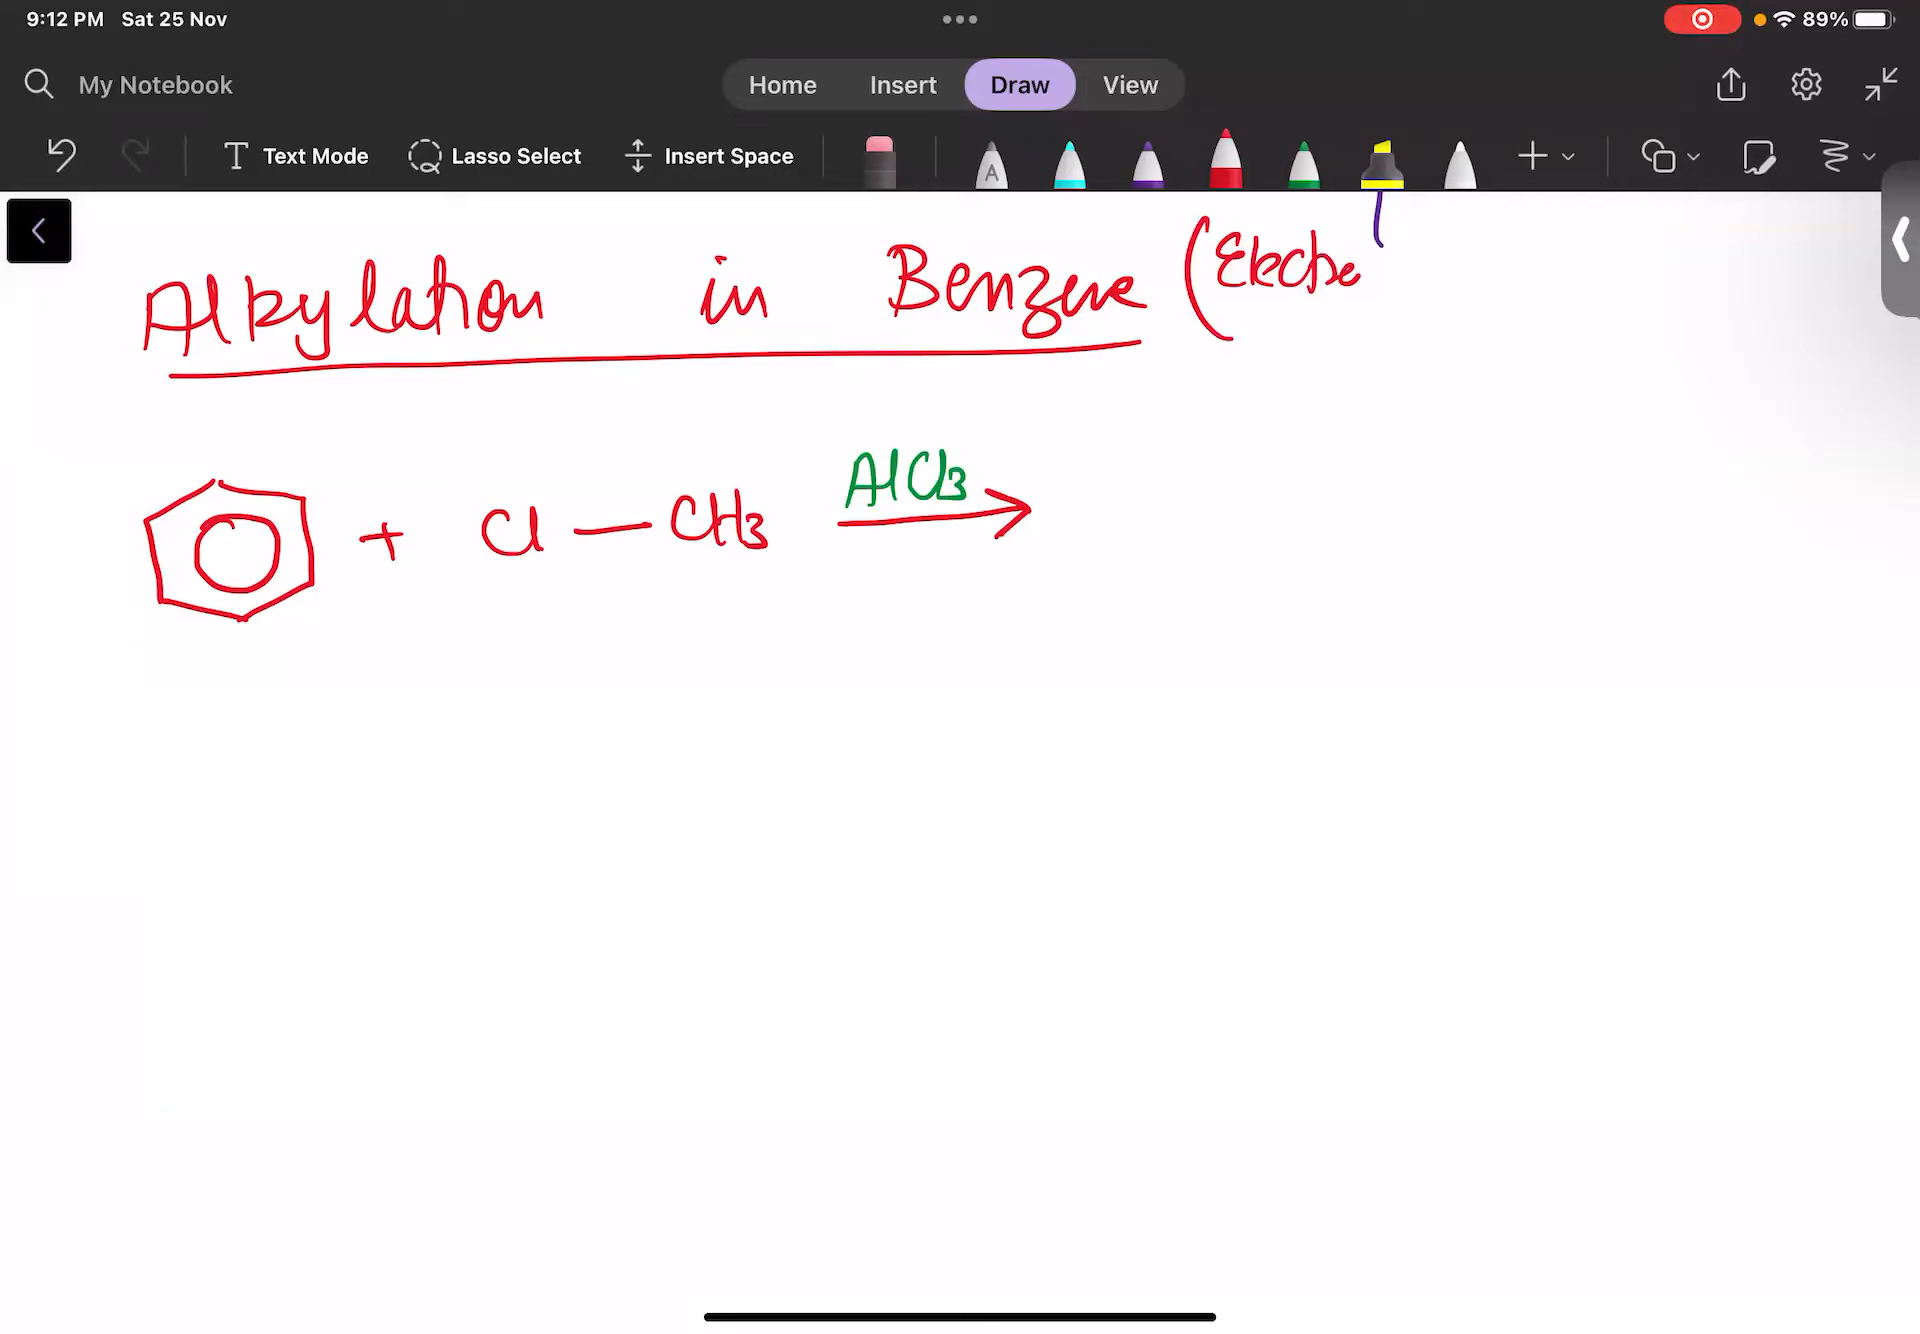 9:12 PM Sat 25 Nov
89%
My Notebook
Home Insert Draw View
Text Mode Lasso Select Insert Space
A
Alkylation in Benzene (Electro
+ Cl — CH3 AlCl3